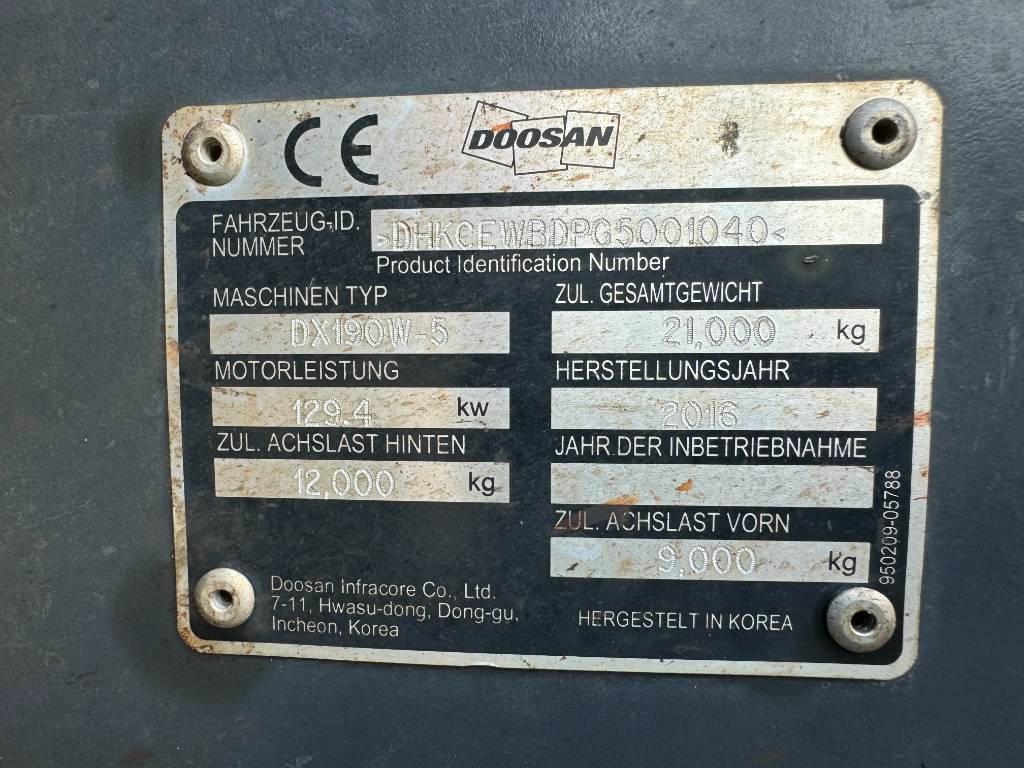 CE
DOOSAN
FAHRZEUG-ID. NUMMER
>DHKCEWBDPG5001040<
Product Identification Number
MASCHINEN TYP
DX190W-5
ZUL. GESAMTGEWICHT
21,000 kg
MOTORLEISTUNG
129.4 kw
HERSTELLUNGSJAHR
2016
ZUL. ACHSLAST HINTEN
12,000 kg
JAHR DER INBETRIEBNAHME
ZUL. ACHSLAST VORN
9,000 kg
950209-05788
Doosan Infracore Co., Ltd.
7-11, Hwasu-dong, Dong-gu,
Incheon, Korea
HERGESTELLT IN KOREA